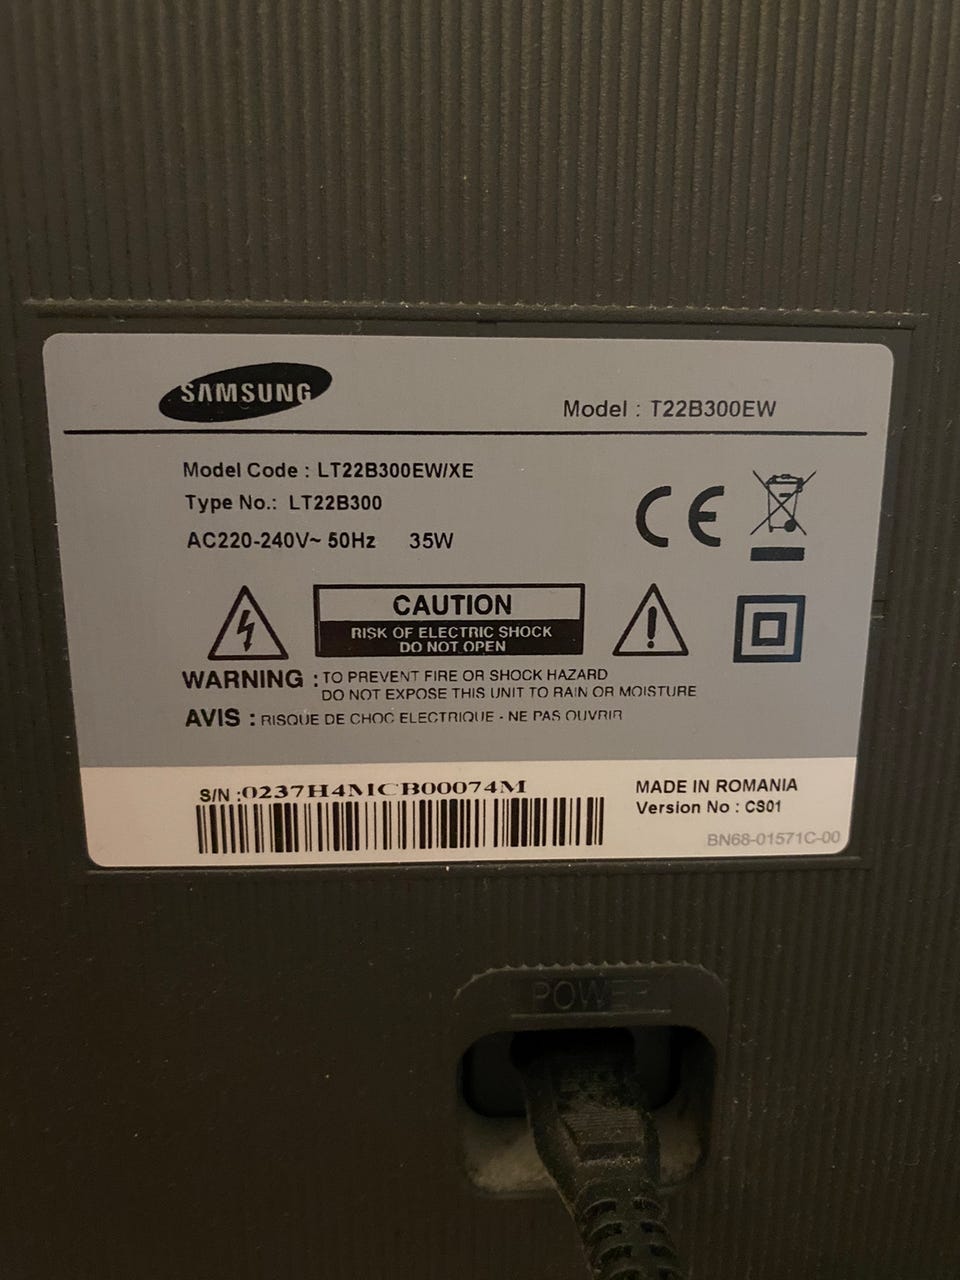 SAMSUNG
Model : T22B300EW
Model Code : LT22B300EW/XE
Type No.: LT22B300
AC220-240V~ 50Hz 35W
CE
CAUTION
RISK OF ELECTRIC SHOCK
DO NOT OPEN
WARNING : TO PREVENT FIRE OR SHOCK HAZARD
DO NOT EXPOSE THIS UNIT TO RAIN OR MOISTURE
AVIS : RISQUE DE CHOC ELECTRIQUE - NE PAS OUVRIR
S/N :0237H4MCB00074M
MADE IN ROMANIA
Version No : CS01
BN68-01571C-00
POWER